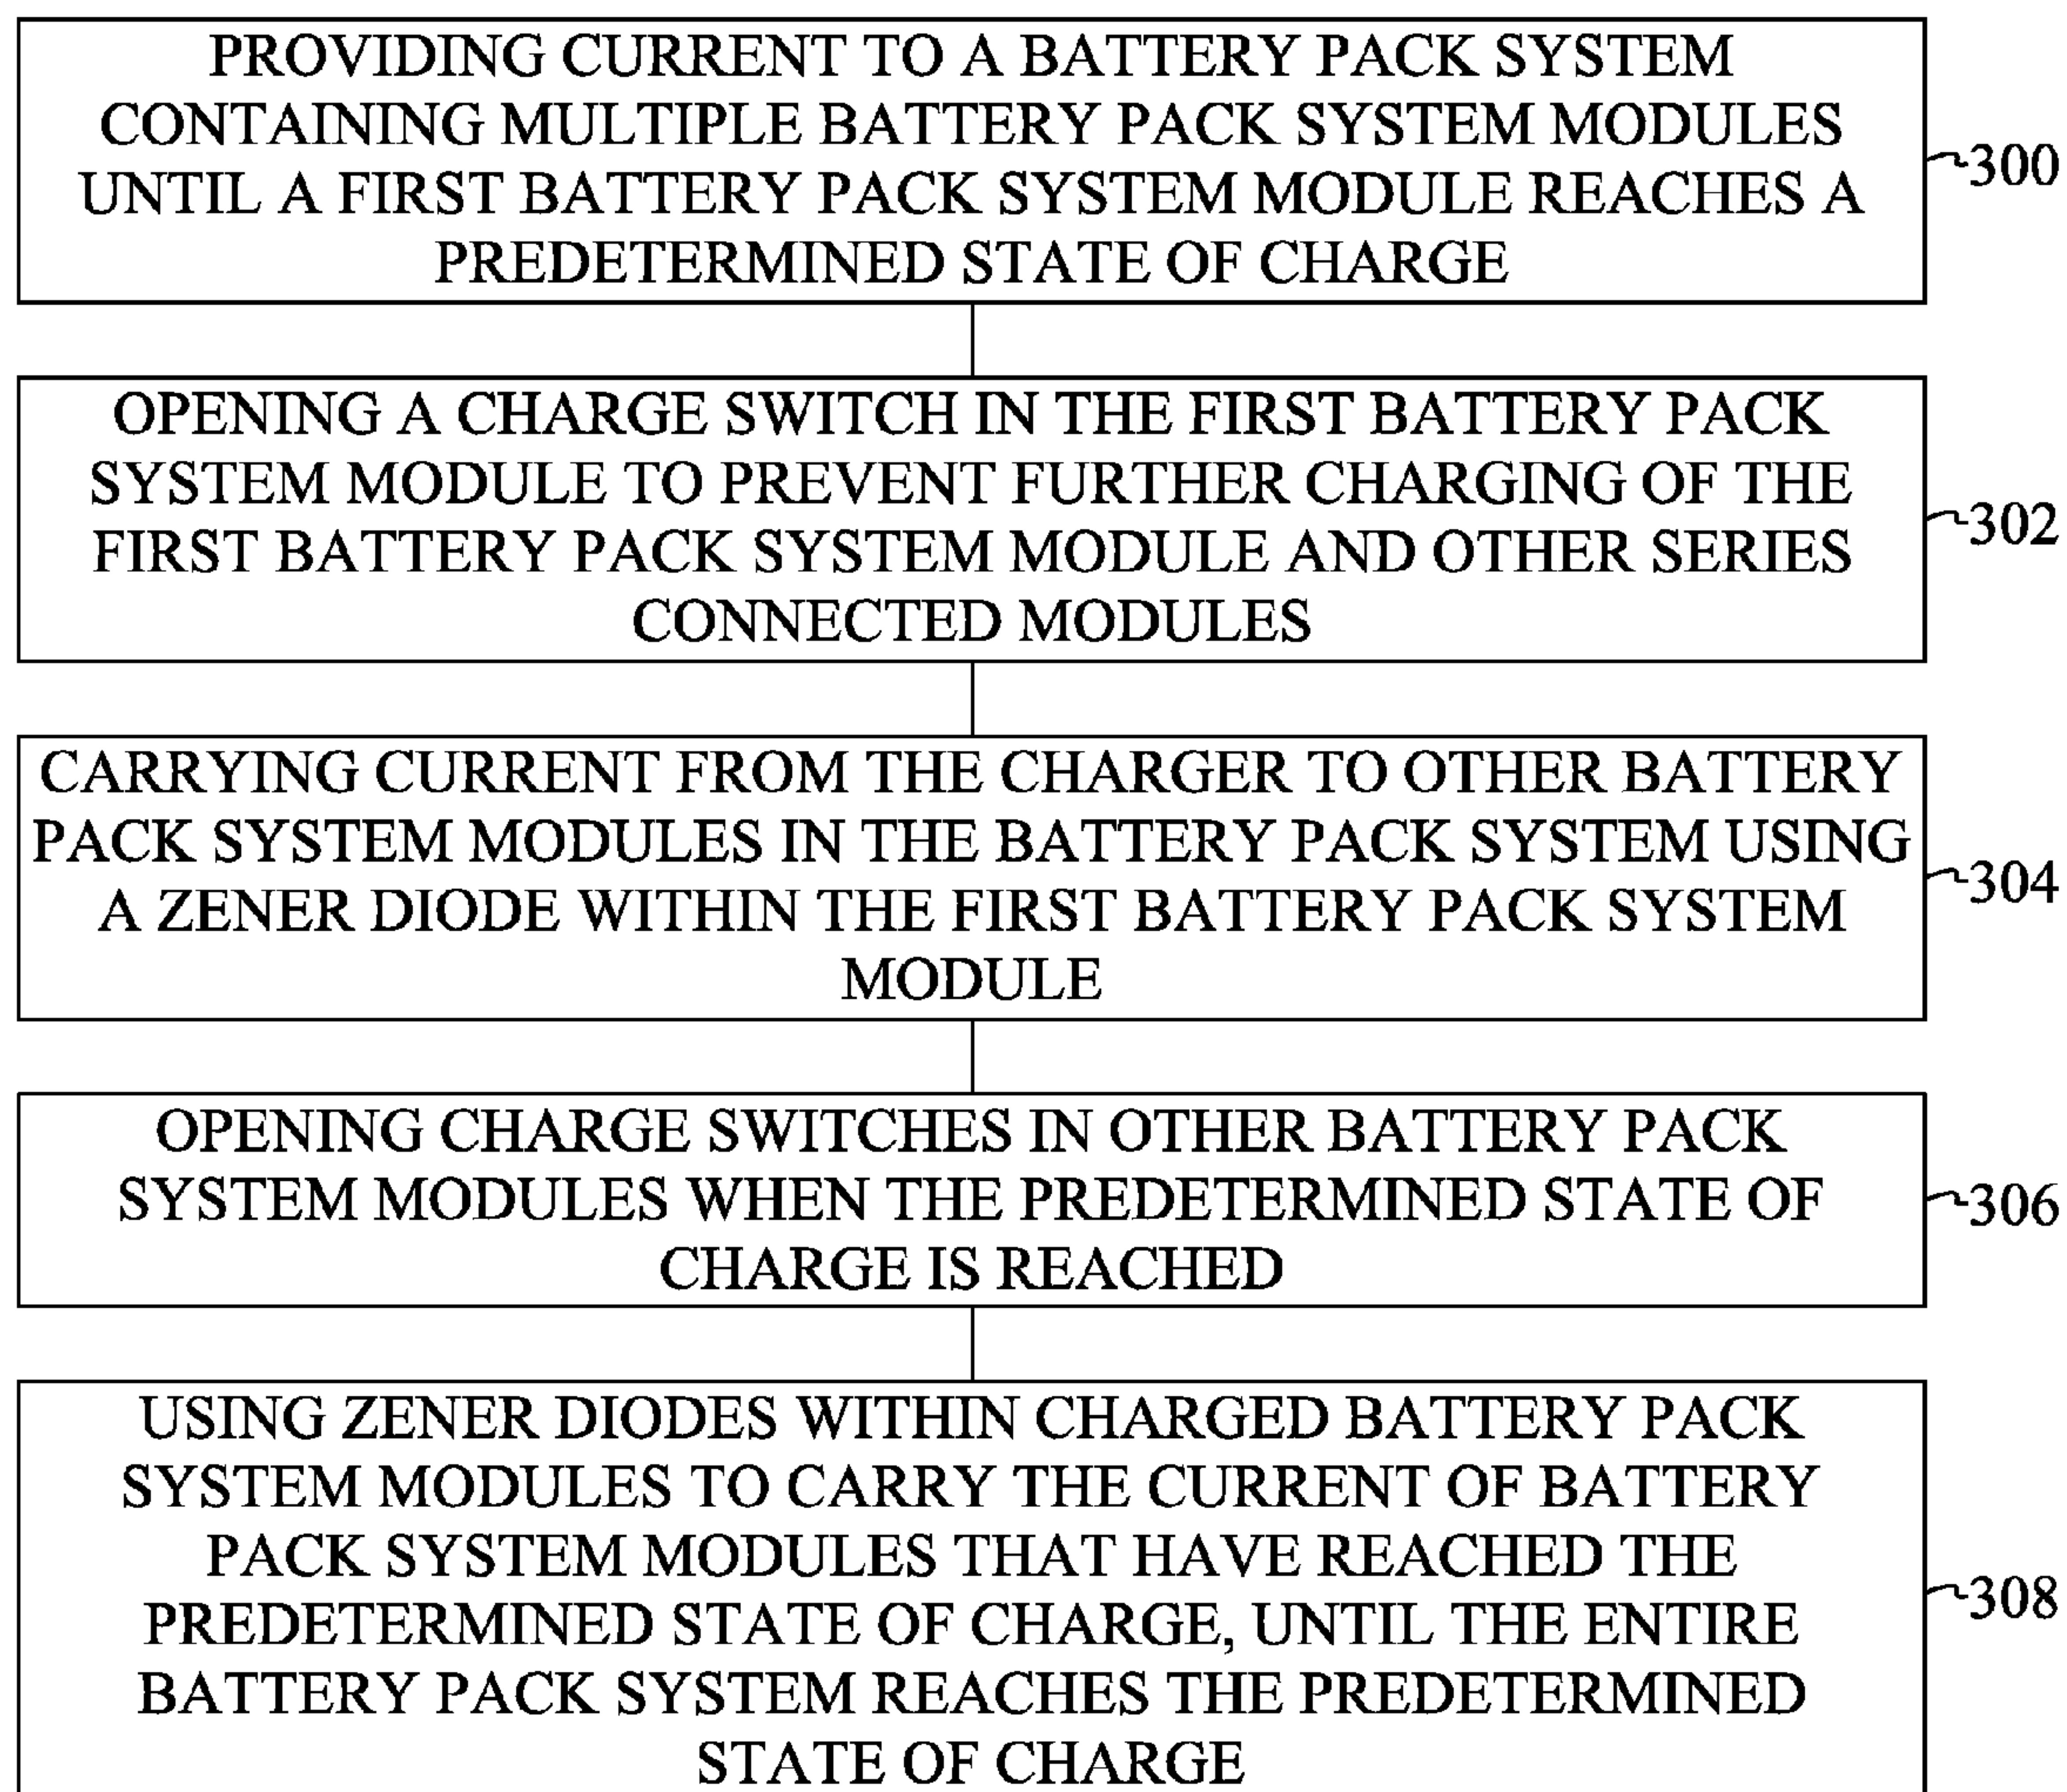 PROVIDING CURRENT TO A BATTERY PACK SYSTEM
CONTAINING MULTIPLE BATTERY PACK SYSTEM MODULES
UNTIL A FIRST BATTERY PACK SYSTEM MODULE REACHES A
PREDETERMINED STATE OF CHARGE
300
OPENING A CHARGE SWITCH IN THE FIRST BATTERY PACK
SYSTEM MODULE TO PREVENT FURTHER CHARGING OF THE
FIRST BATTERY PACK SYSTEM MODULE AND OTHER SERIES
CONNECTED MODULES
302
CARRYING CURRENT FROM THE CHARGER TO OTHER BATTERY
PACK SYSTEM MODULES IN THE BATTERY PACK SYSTEM USING
A ZENER DIODE WITHIN THE FIRST BATTERY PACK SYSTEM
MODULE
304
OPENING CHARGE SWITCHES IN OTHER BATTERY PACK
SYSTEM MODULES WHEN THE PREDETERMINED STATE OF
CHARGE IS REACHED
306
USING ZENER DIODES WITHIN CHARGED BATTERY PACK
SYSTEM MODULES TO CARRY THE CURRENT OF BATTERY
PACK SYSTEM MODULES THAT HAVE REACHED THE
PREDETERMINED STATE OF CHARGE, UNTIL THE ENTIRE
BATTERY PACK SYSTEM REACHES THE PREDETERMINED
STATE OF CHARGE
308